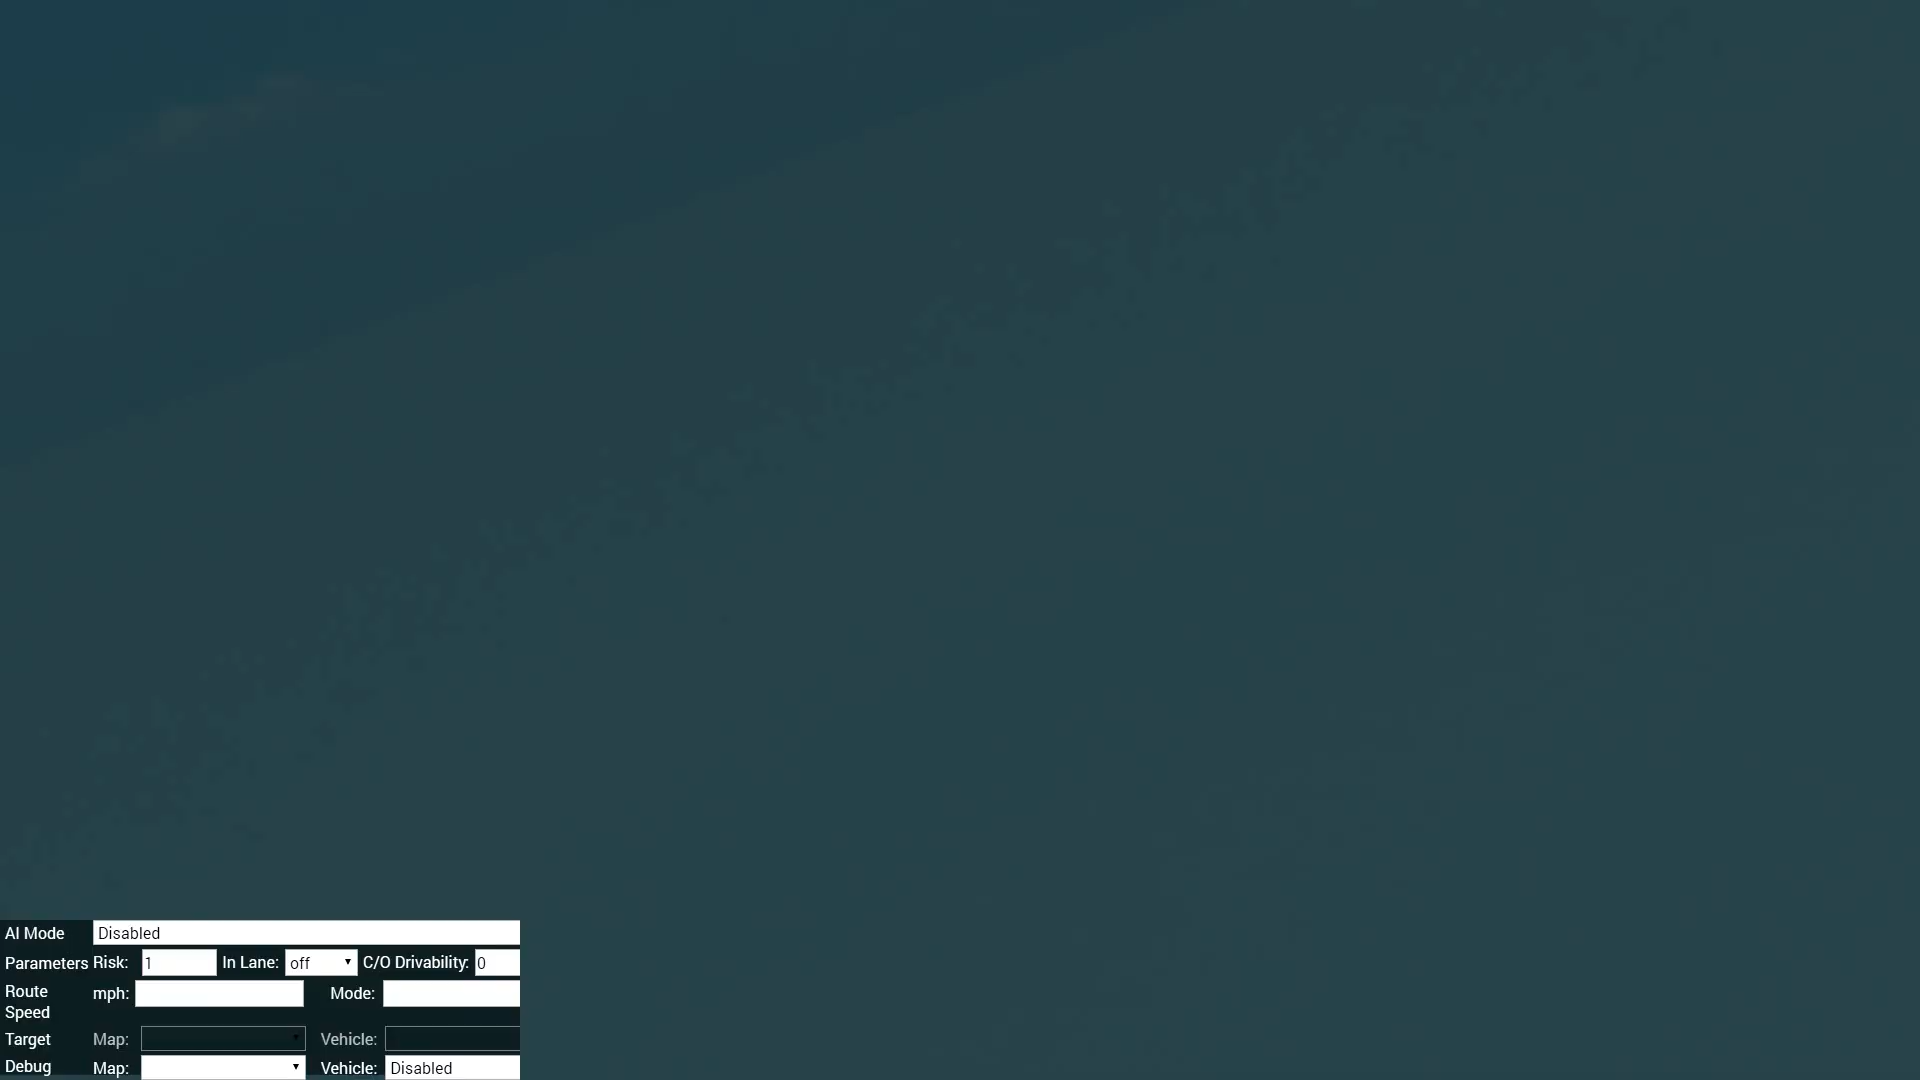 AI Mode Disabled
Parameters Risk: 1 In Lane: off C/O Drivability: 0
Route Speed mph: Mode:
Target Map: Vehicle:
Debug Map: Vehicle: Disabled